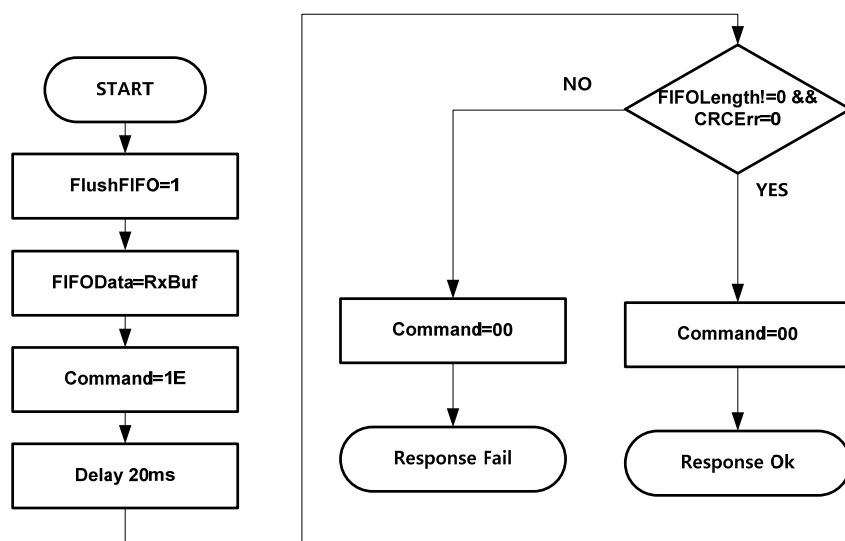 START
FlushFIFO=1
FIFOData=RxBuf
Command=1E
Delay 20ms
FIFOLength!=0 &&
CRCErr=0
NO
YES
Command=00
Command=00
Response Fail
Response Ok